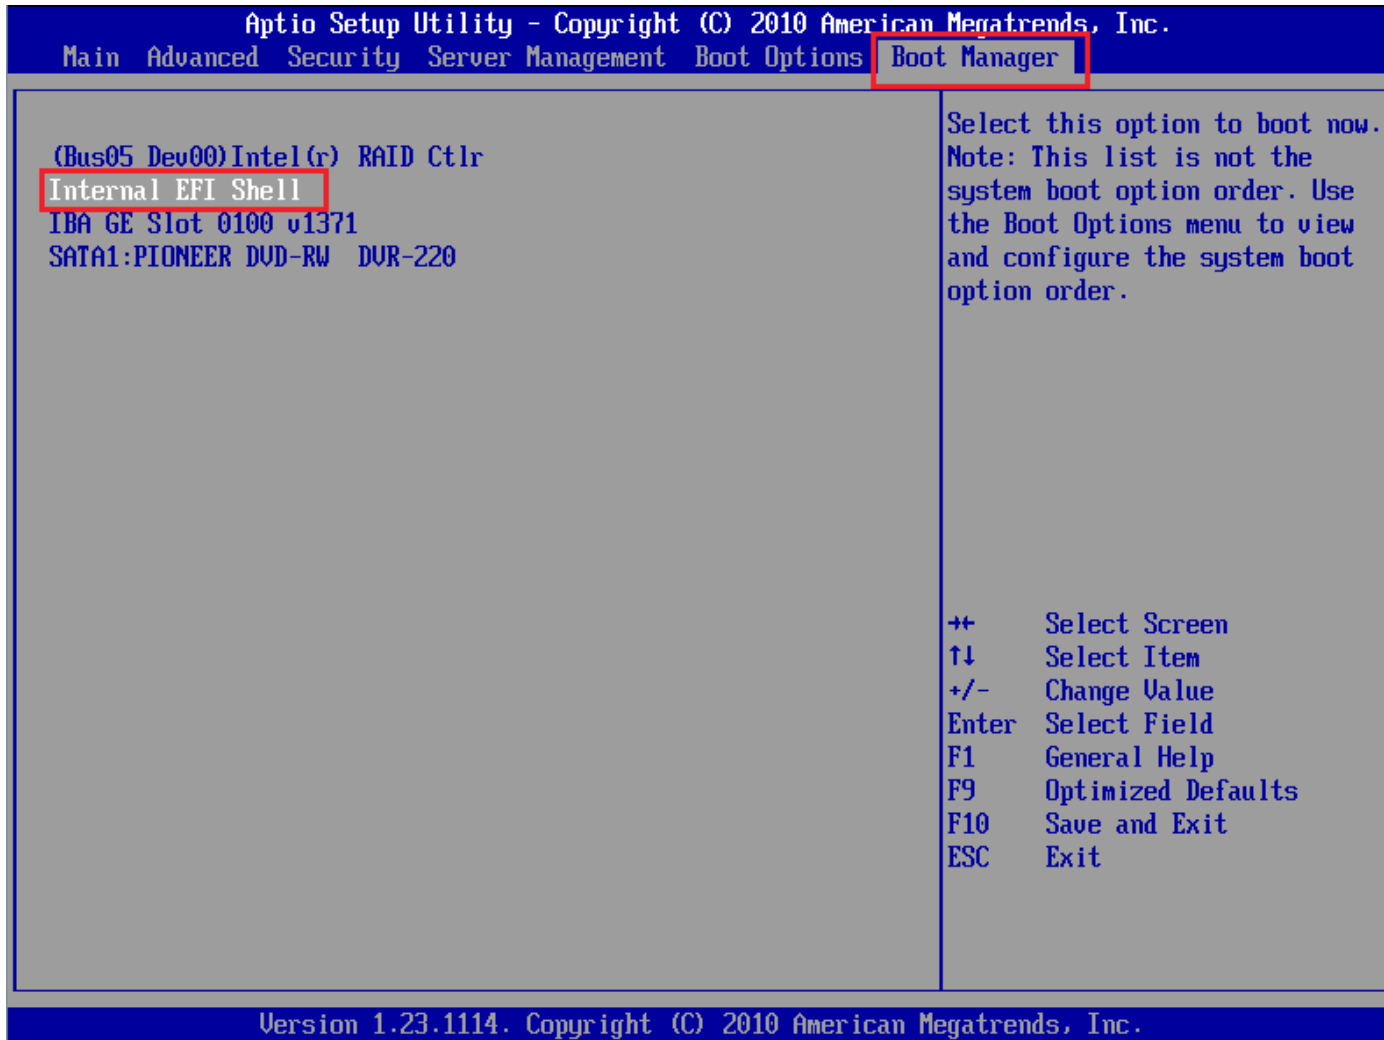 Aptio Setup Utility - Copyright (C) 2010 American Megatrends, Inc.
Main Advanced Security Server Management Boot Options Boot Manager
(Bus05 Dev00)Intel(r) RAID Ctlr
Internal EFI Shell
IBA GE Slot 0100 v1371
SATA1:PIONEER DVD-RW  DVR-220
Select this option to boot now.
Note: This list is not the
system boot option order. Use
the Boot Options menu to view
and configure the system boot
option order.
→← Select Screen
↑↓ Select Item
+/- Change Value
Enter Select Field
F1 General Help
F9 Optimized Defaults
F10 Save and Exit
ESC Exit
Version 1.23.1114. Copyright (C) 2010 American Megatrends, Inc.